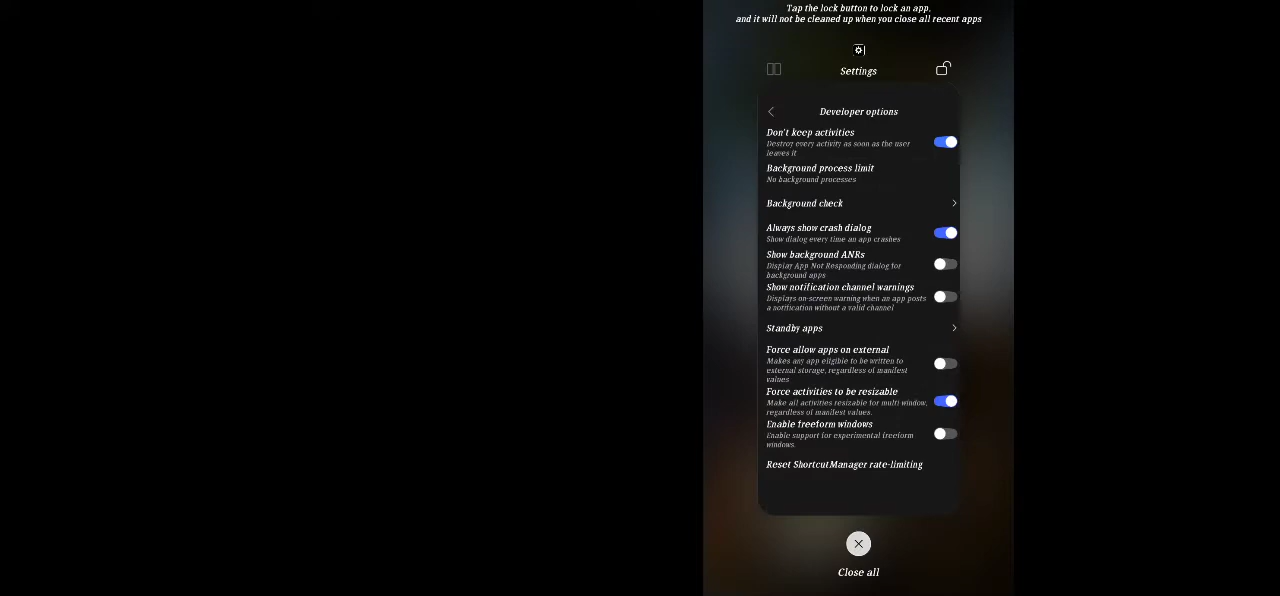 Tap the lock button to lock an app,
and it will not be cleaned up when you close all recent apps
Settings
Developer options
Don't keep activities
Destroy every activity as soon as the user
leaves it
Background process limit
No background processes
Background check
Always show crash dialog
Show dialog every time an app crashes
Show background ANRs
Display App Not Responding dialog for
background apps
Show notification channel warnings
Displays on-screen warning when an app posts
a notification without a valid channel
Standby apps
Force allow apps on external
Makes any app eligible to be written to
external storage, regardless of manifest
values
Force activities to be resizable
Make all activities resizable for multi-window,
regardless of manifest values.
Enable freeform windows
Enable support for experimental freeform
windows.
Reset ShortcutManager rate-limiting
Close all